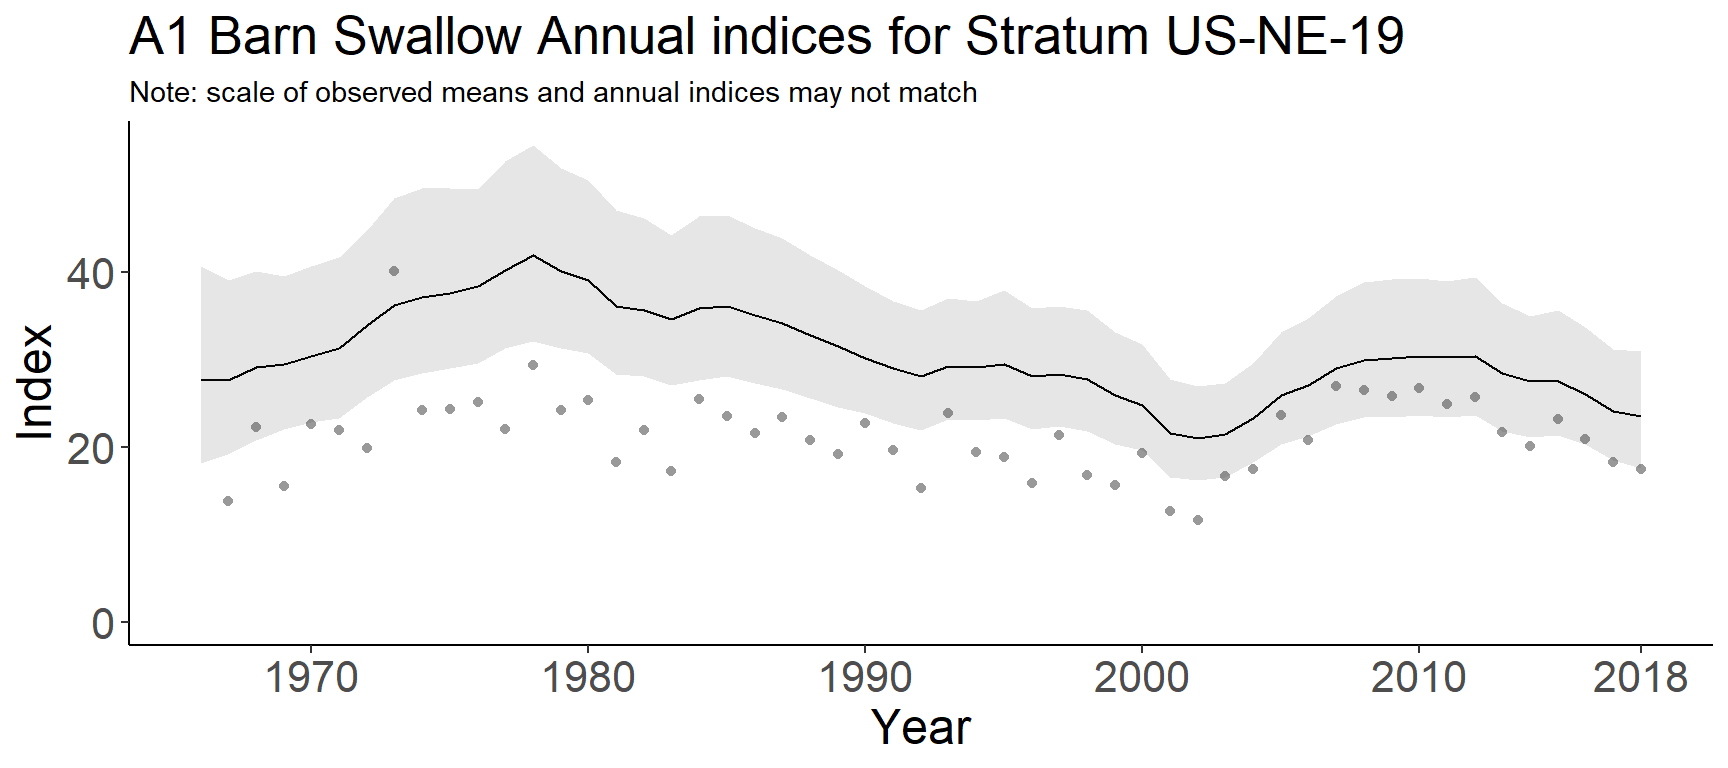 A1 Barn Swallow Annual indices for Stratum US-NE-19
Note: scale of observed means and annual indices may not match
Index
40
20
0
1970 1980 1990 2000 2010 2018
Year